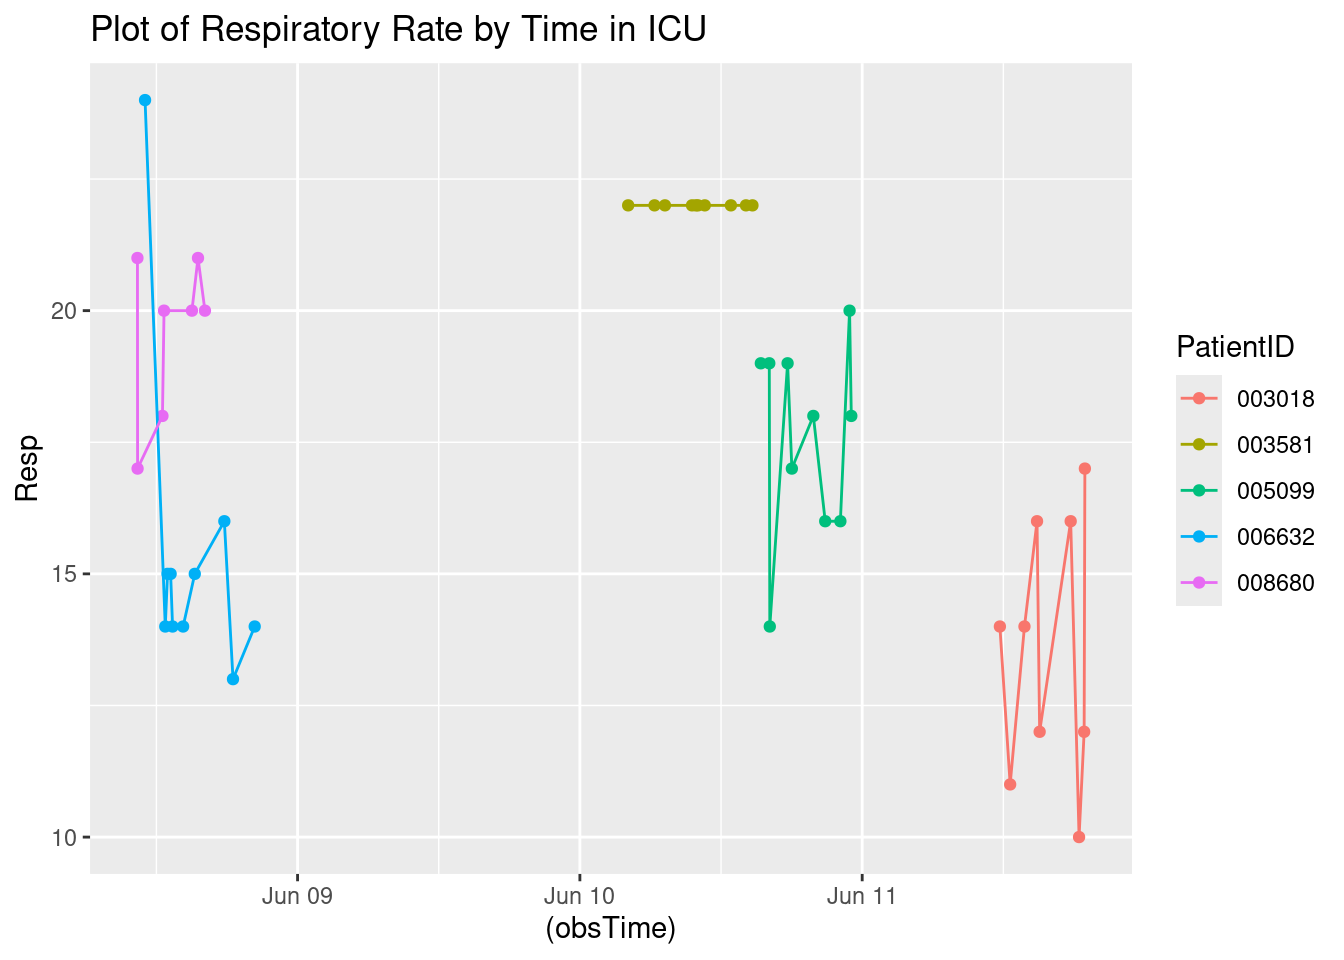 Plot of Respiratory Rate by Time in ICU
Resp
20
15
10
Jun 09 Jun 10 Jun 11
(obsTime)
PatientID
003018
003581
005099
006632
008680